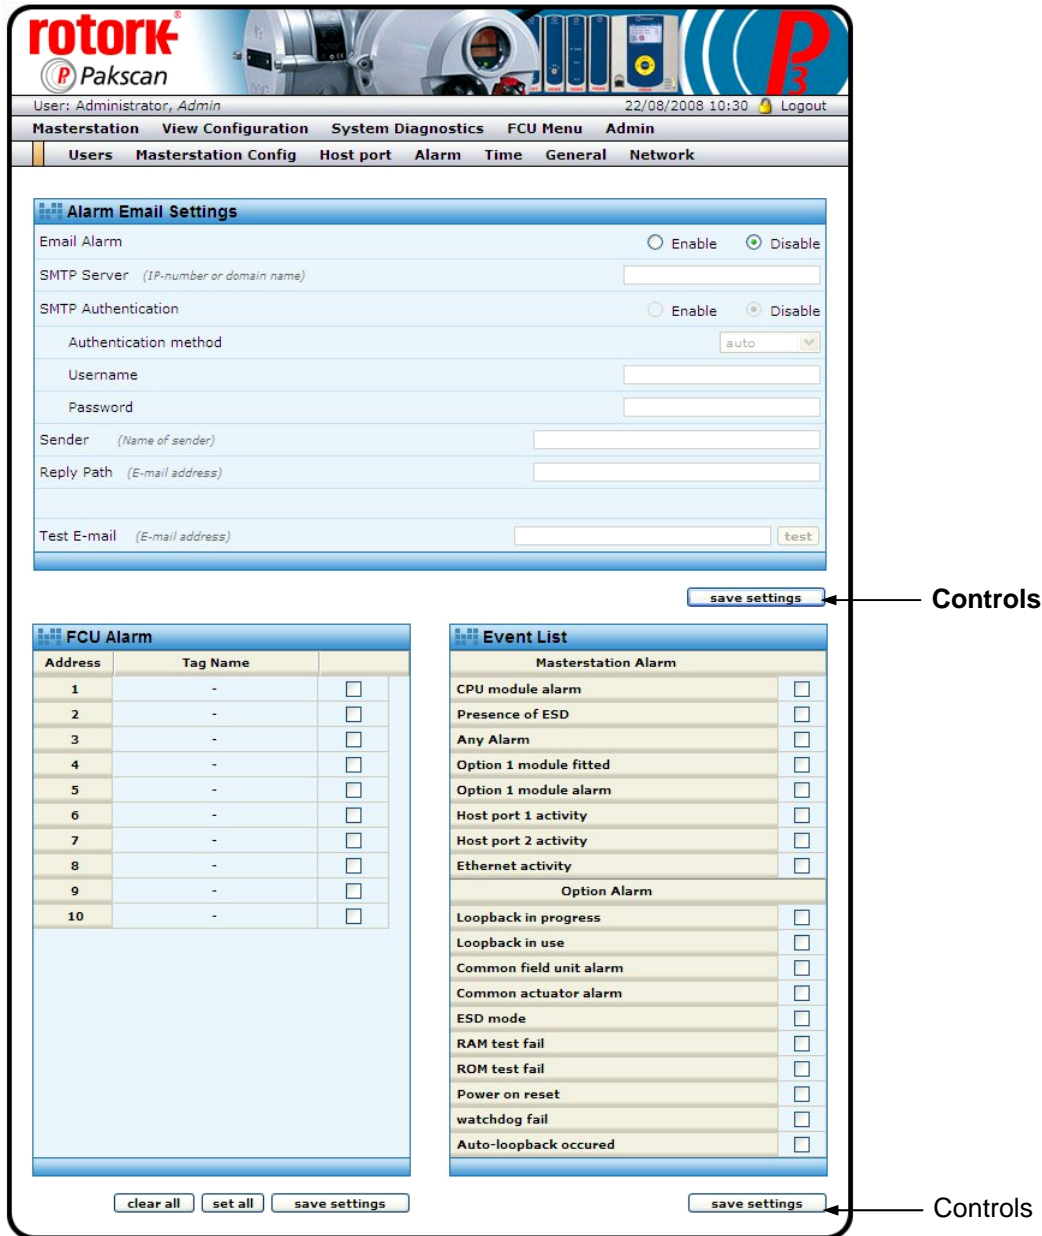 rotork®
P Pakscan
P3
User: Administrator, Admin 22/08/2008 10:30 Logout
Masterstation View Configuration System Diagnostics FCU Menu Admin
Users Masterstation Config Host port Alarm Time General Network
Alarm Email Settings
Email Alarm Enable Disable
SMTP Server (IP-number or domain name)
SMTP Authentication Enable Disable
Authentication method auto
Username
Password
Sender (Name of sender)
Reply Path (E-mail address)
Test E-mail (E-mail address) test
save settings Controls
FCU Alarm
Address Tag Name
1 -
2 -
3 -
4 -
5 -
6 -
7 -
8 -
9 -
10 -
clear all set all save settings
Event List
Masterstation Alarm
CPU module alarm
Presence of ESD
Any Alarm
Option 1 module fitted
Option 1 module alarm
Host port 1 activity
Host port 2 activity
Ethernet activity
Option Alarm
Loopback in progress
Loopback in use
Common field unit alarm
Common actuator alarm
ESD mode
RAM test fail
ROM test fail
Power on reset
watchdog fail
Auto-loopback occured
save settings Controls